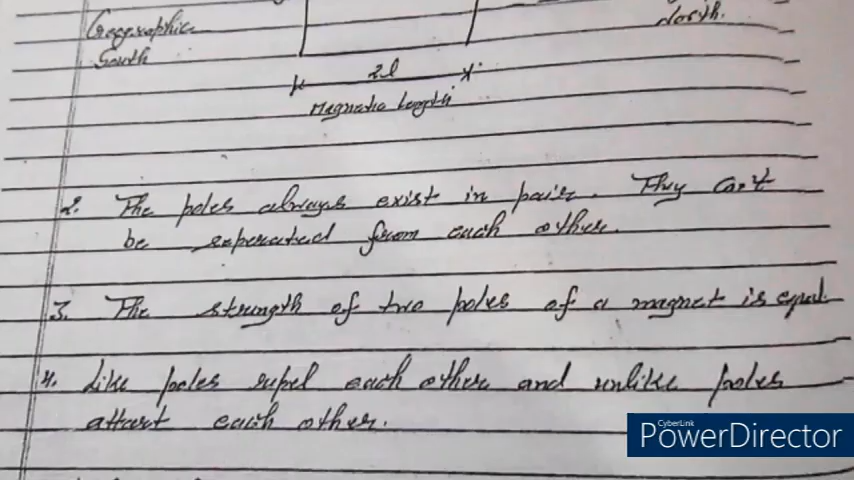 Geographic
South
North.
2l
Magnetic Length
2. The poles always exist in pair. They can't
be seperated from each other.
3. The strength of two poles of a magnet is equal
4. Like poles repel each other and unlike poles
attart each other.
CyberLink
PowerDirector